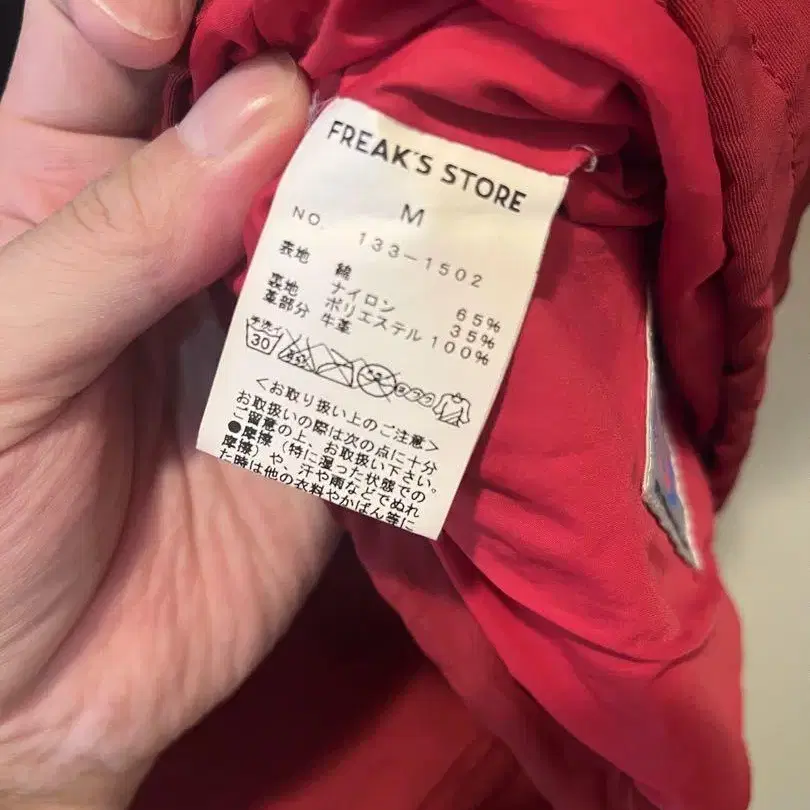 FREAK'S STORE
M
NO. 133-1502
表地 綿 65%
ナイロン 35%
裏地 ポリエステル 100%
革部分 牛革
手洗イ
30
<お取り扱い上のご注意>
お取扱いの際は次の点に十分
ご留意の上、お取扱い下さい。
●摩擦(特に湿った状態での
摩擦)や、汗や雨などでぬれ
た時は他の衣料やかばん等に